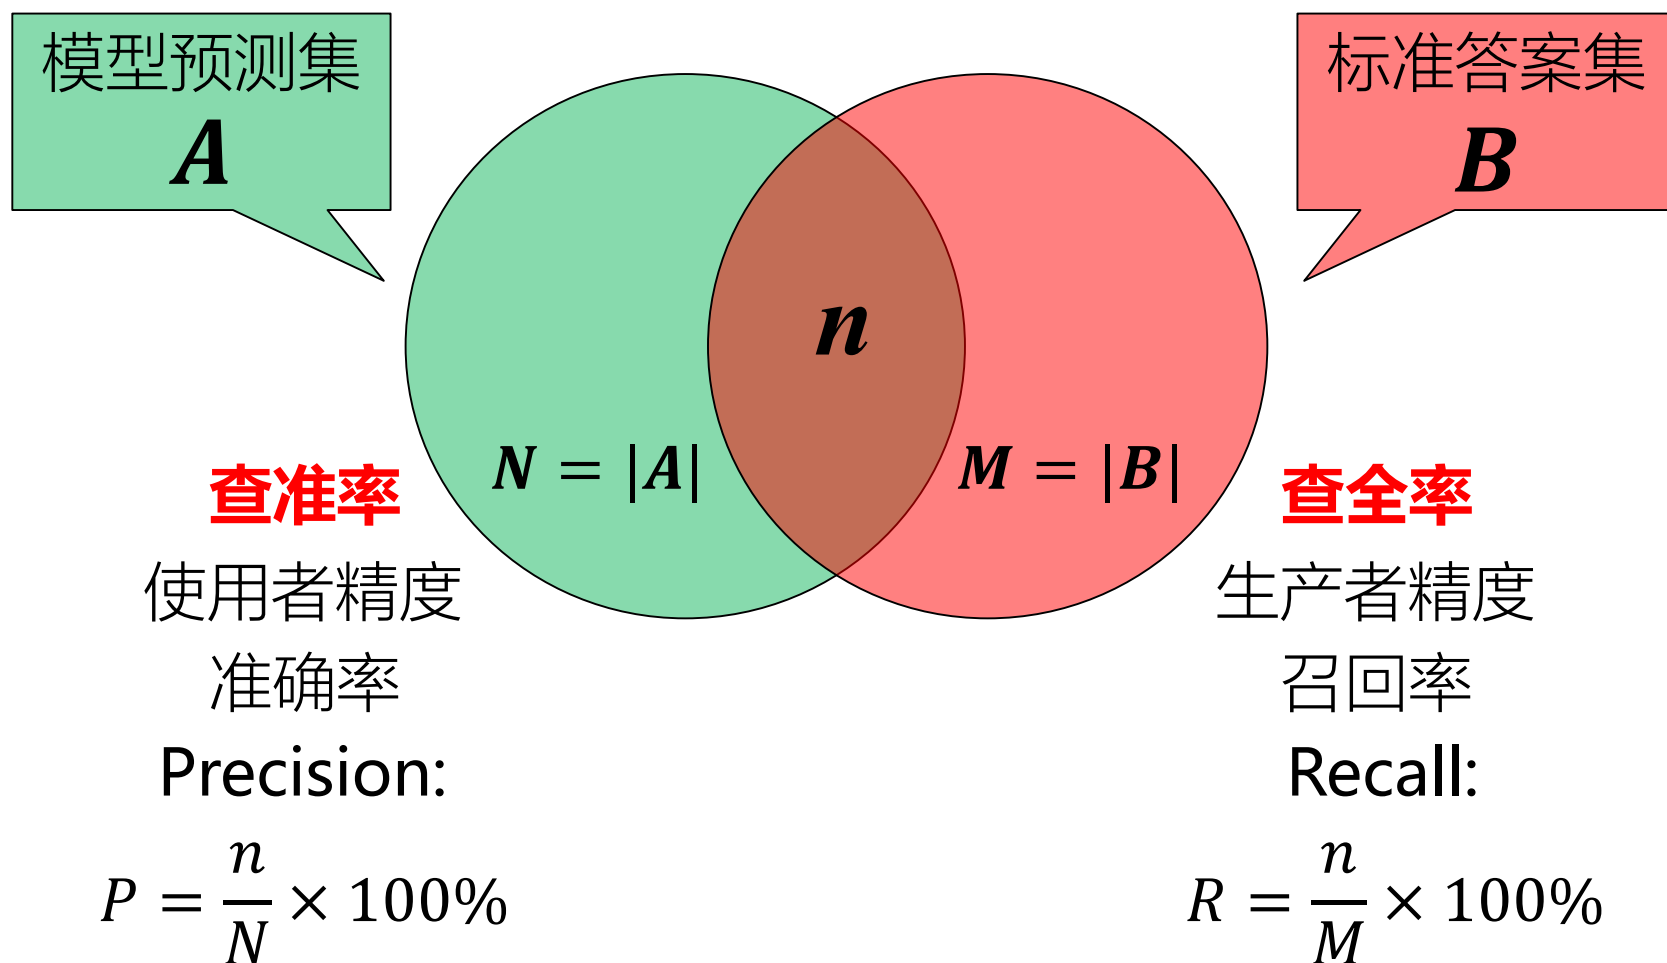 模型预测集
A
标准答案集
B
n
N = |A|
M = |B|
查准率
使用者精度
准确率
Precision:
P = n/N × 100%
查全率
生产者精度
召回率
Recall:
R = n/M × 100%